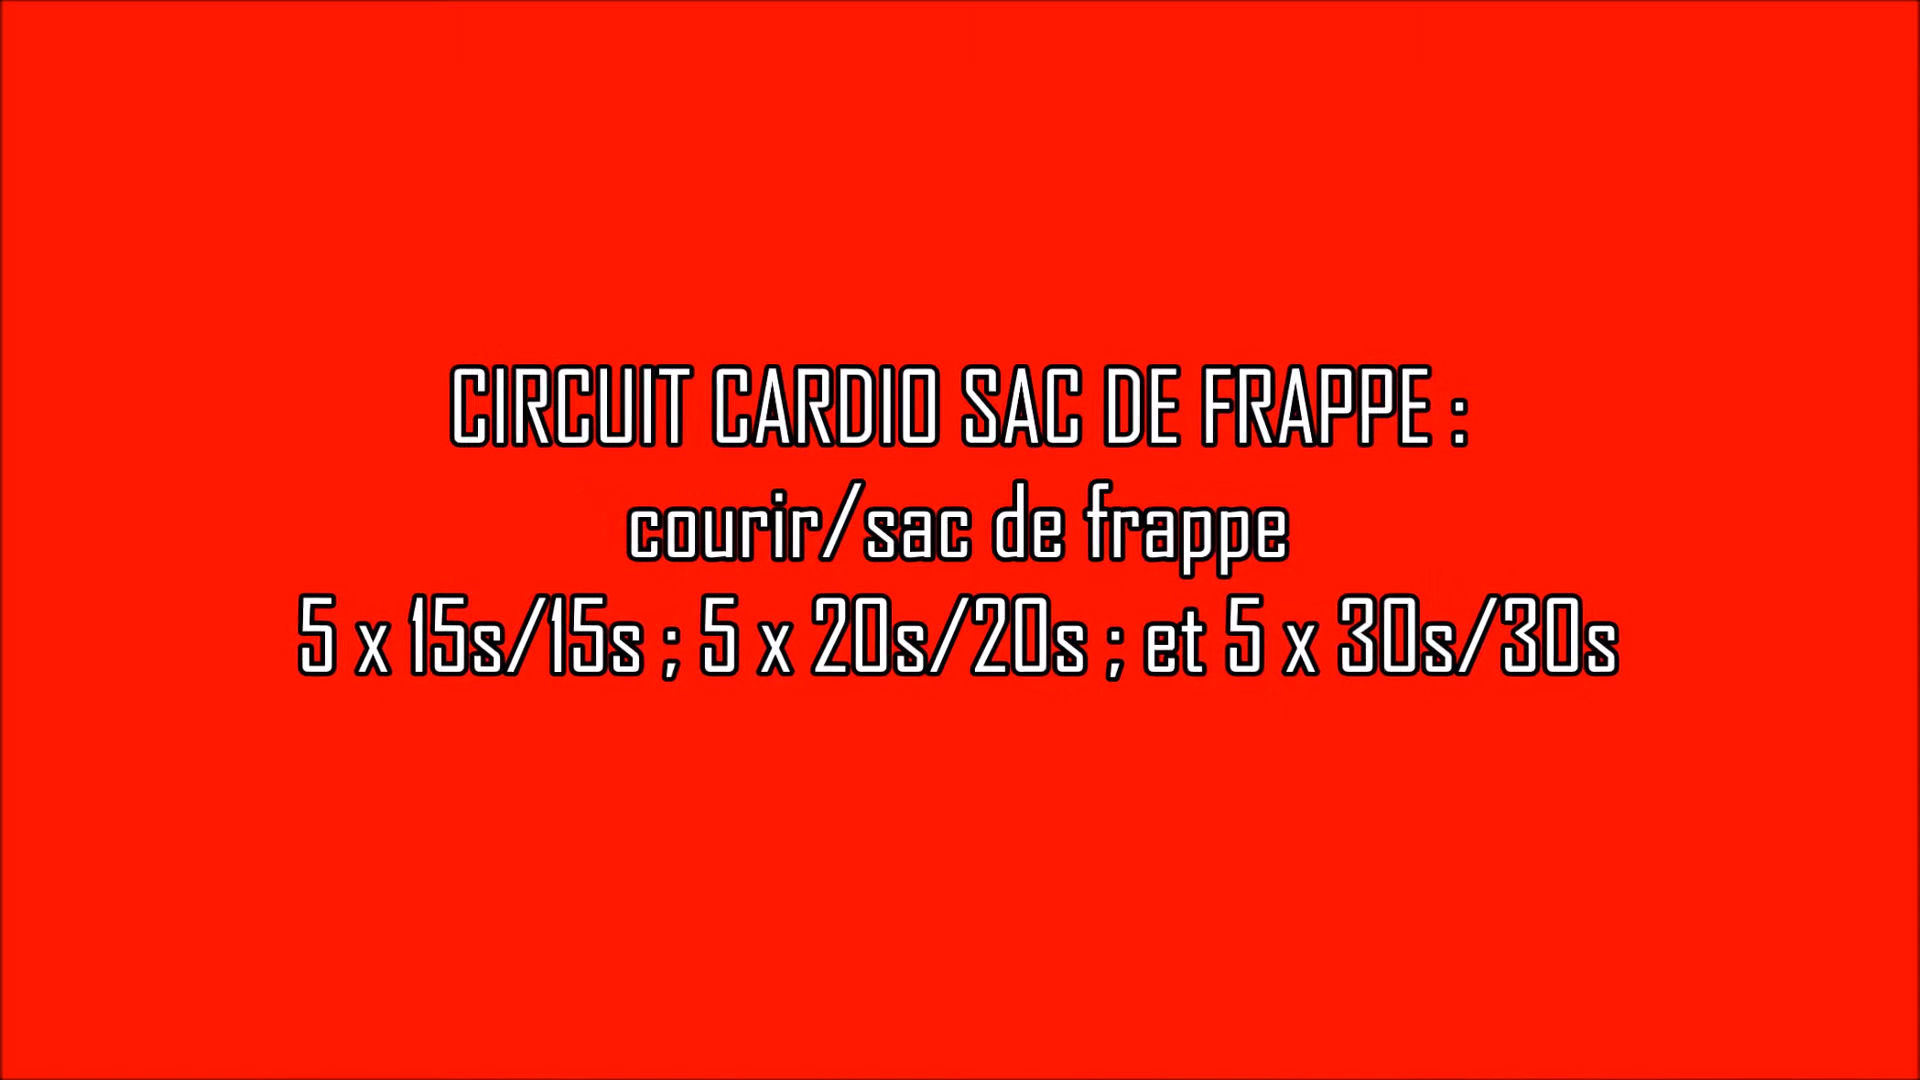 CIRCUIT CARDIO SAC DE FRAPPE :
courir/sac de frappe
5 x 15s/15s ; 5 x 20s/20s ; et 5 x 30s/30s